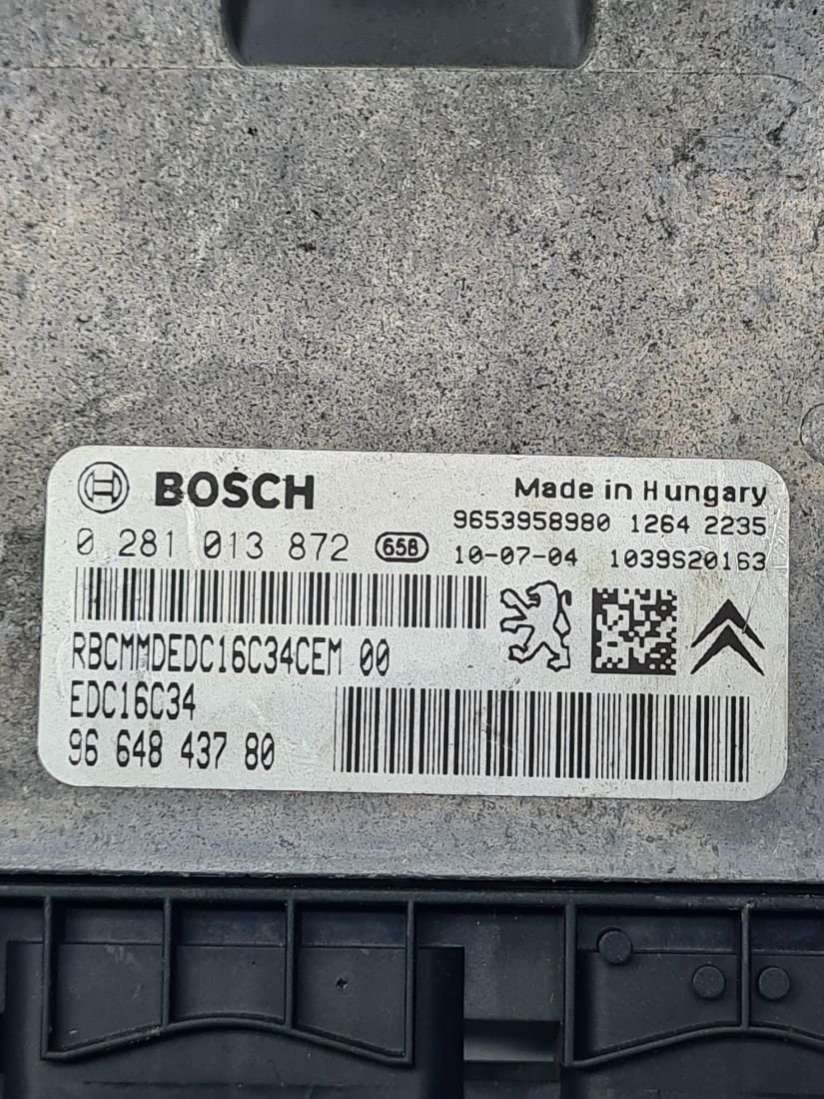 BOSCH
Made in Hungary
9653958980 1264 2235
0 281 013 872 65B
10-07-04 1039S20163
RBCMMDEDC16C34CEM 00
EDC16C34
96 648 437 80